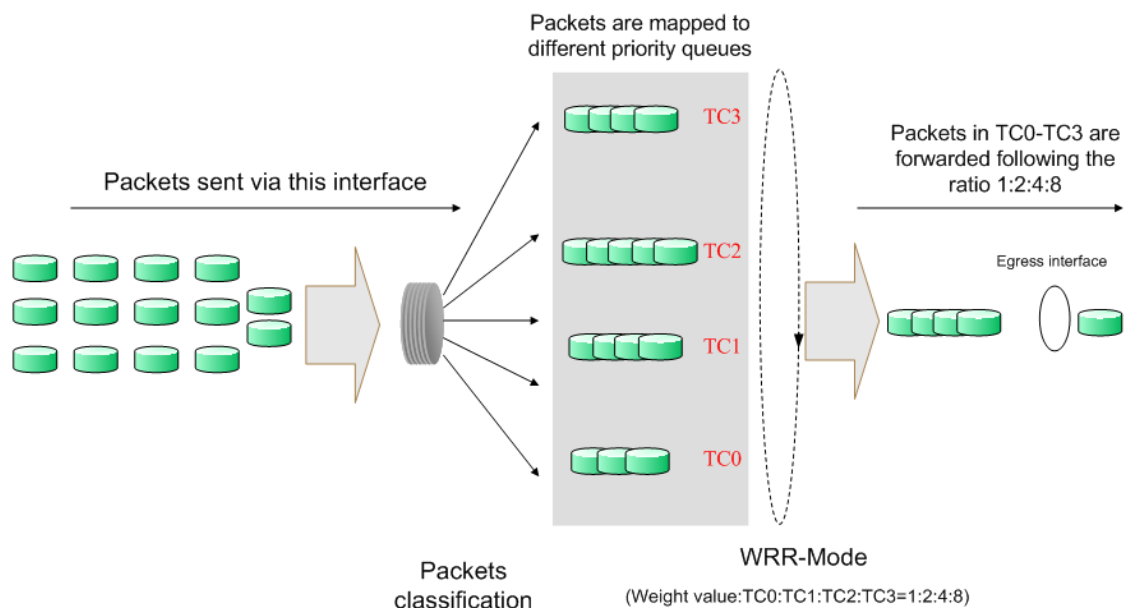 Packets are mapped to
different priority queues
TC3
Packets in TC0-TC3 are
forwarded following the
ratio 1:2:4:8
Packets sent via this interface
TC2
Egress interface
TC1
TC0
Packets
classification
WRR-Mode
(Weight value:TC0:TC1:TC2:TC3=1:2:4:8)